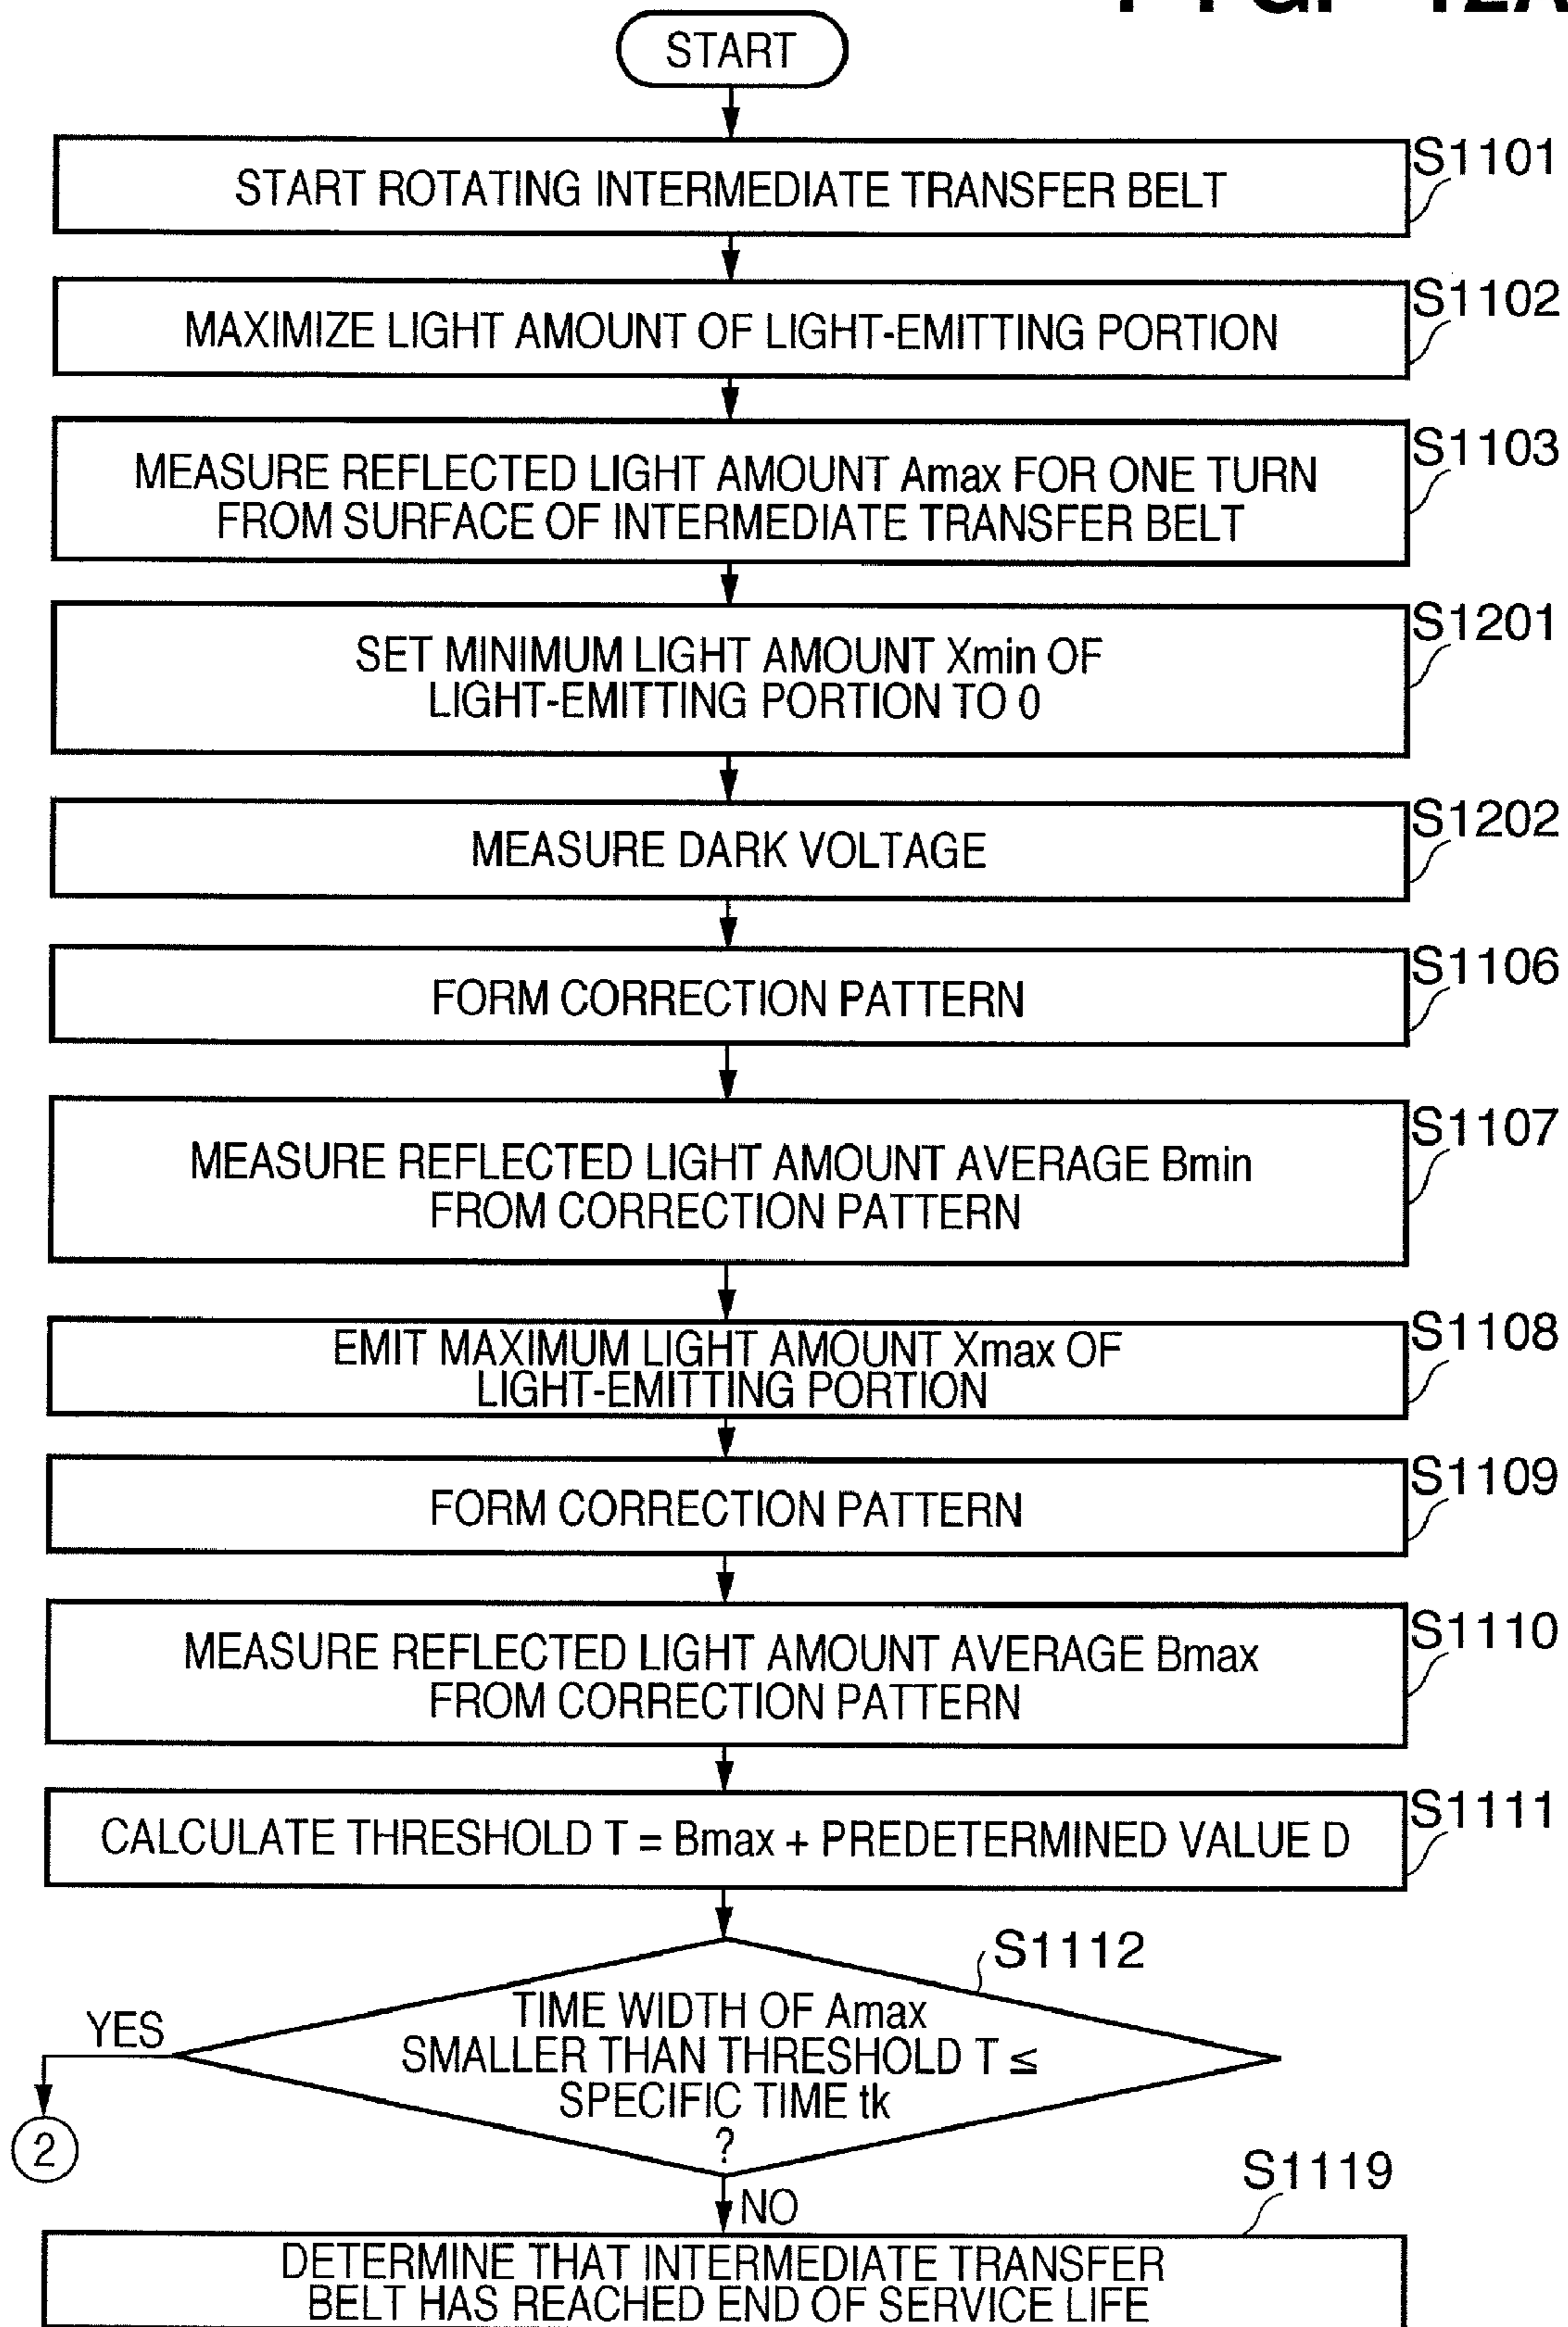 START
S1101
START ROTATING INTERMEDIATE TRANSFER BELT
S1102
MAXIMIZE LIGHT AMOUNT OF LIGHT-EMITTING PORTION
S1103
MEASURE REFLECTED LIGHT AMOUNT Amax FOR ONE TURN
FROM SURFACE OF INTERMEDIATE TRANSFER BELT
S1201
SET MINIMUM LIGHT AMOUNT Xmin OF
LIGHT-EMITTING PORTION TO 0
S1202
MEASURE DARK VOLTAGE
S1106
FORM CORRECTION PATTERN
S1107
MEASURE REFLECTED LIGHT AMOUNT AVERAGE Bmin
FROM CORRECTION PATTERN
S1108
EMIT MAXIMUM LIGHT AMOUNT Xmax OF
LIGHT-EMITTING PORTION
S1109
FORM CORRECTION PATTERN
S1110
MEASURE REFLECTED LIGHT AMOUNT AVERAGE Bmax
FROM CORRECTION PATTERN
S1111
CALCULATE THRESHOLD T = Bmax + PREDETERMINED VALUE D
S1112
TIME WIDTH OF Amax
SMALLER THAN THRESHOLD T ≤
SPECIFIC TIME tk
?
YES
2
NO
S1119
DETERMINE THAT INTERMEDIATE TRANSFER
BELT HAS REACHED END OF SERVICE LIFE